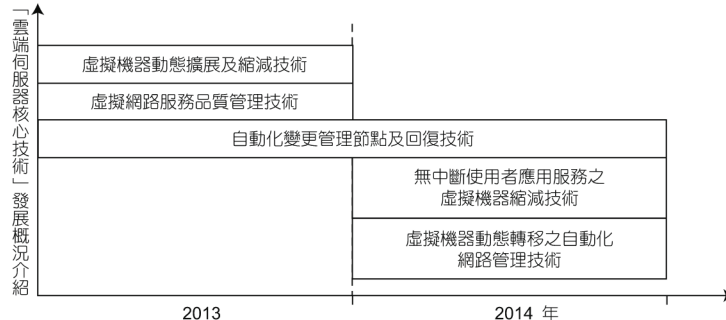 「雲端伺服器核心技術」發展概況介紹
虛擬機器動態擴展及縮減技術
虛擬網路服務品質管理技術
自動化變更管理節點及回復技術
無中斷使用者應用服務之
虛擬機器縮減技術
虛擬機器動態轉移之自動化
網路管理技術
2013
2014 年